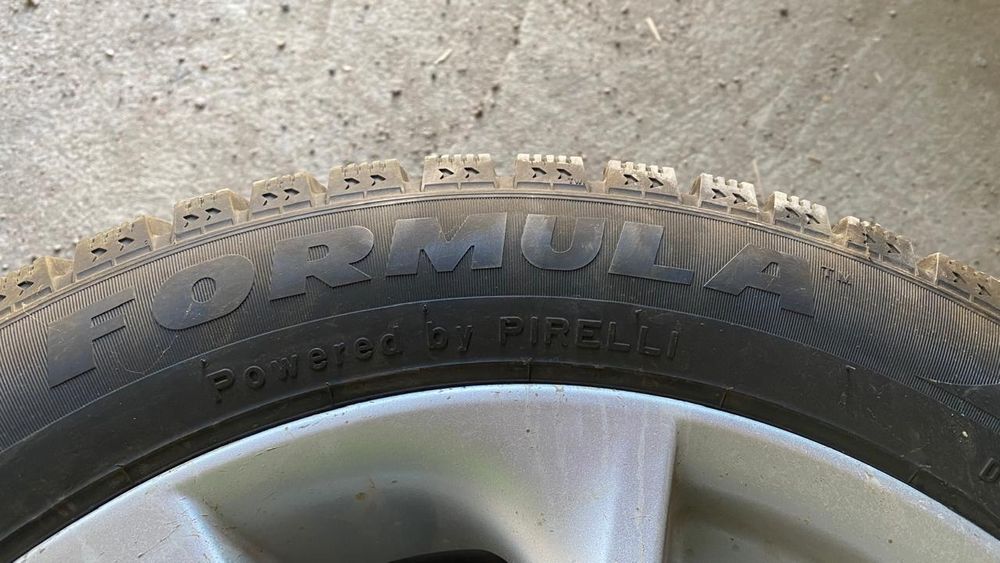 FORMULA™
Powered by PIRELLI